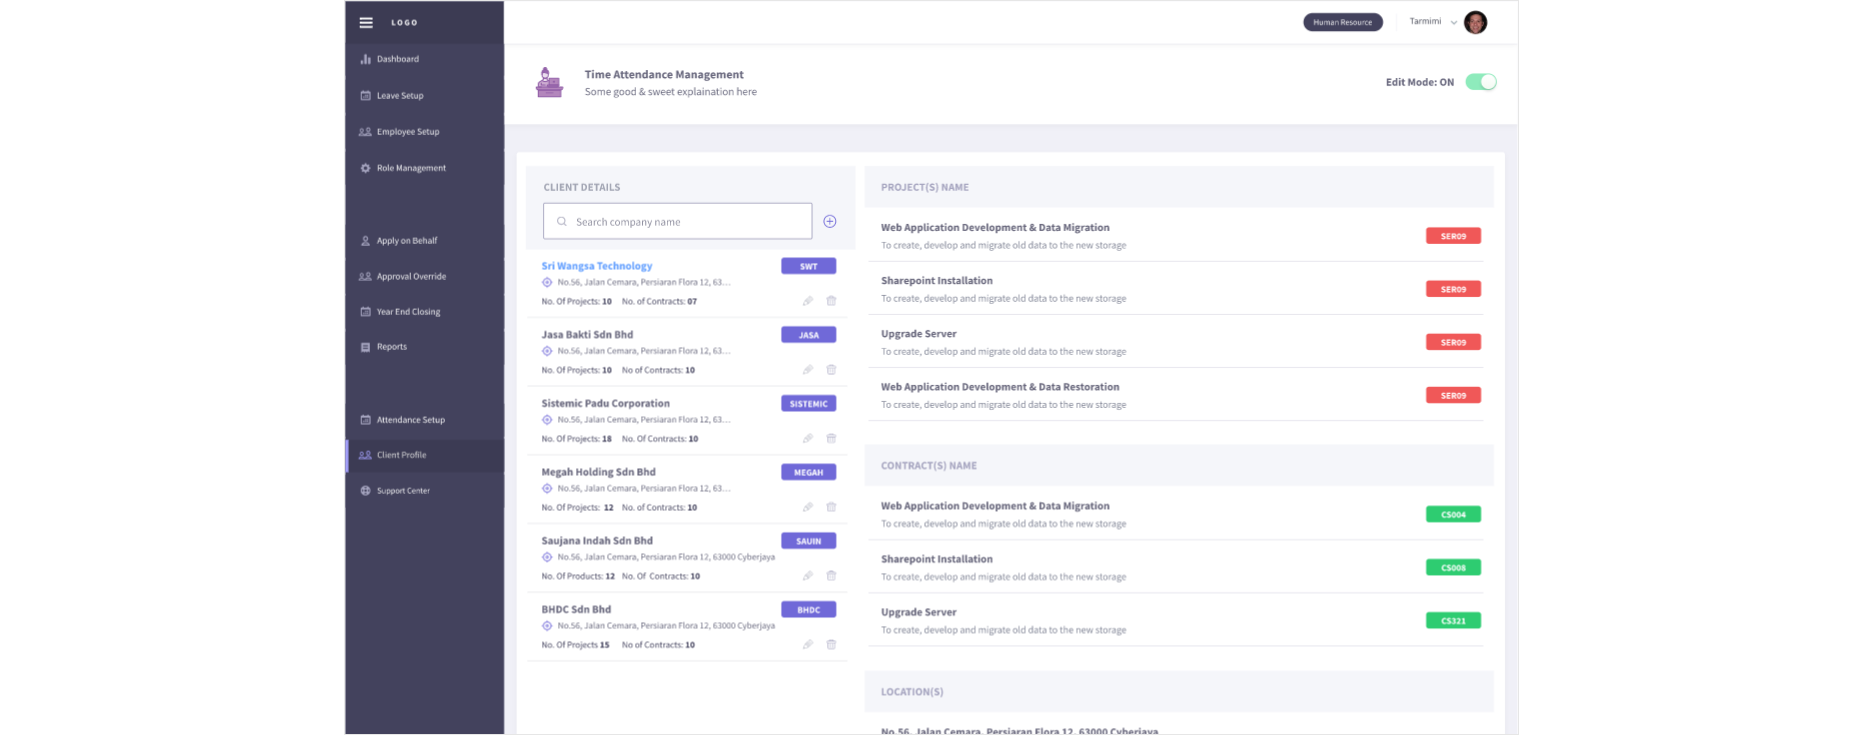 LOGO
Human Resource
Tarmimi
Dashboard
Leave Setup
Employee Setup
Role Management
Apply on Behalf
Approval Override
Year End Closing
Reports
Attendance Setup
Client Profile
Support Center
Time Attendance Management
Some good & sweet explaination here
Edit Mode: ON
CLIENT DETAILS
Search company name
Sri Wangsa Technology SWT
No.56, Jalan Cemara, Persiaran Flora 12, 63...
No. Of Projects: 10 No. of Contracts: 07
Jasa Bakti Sdn Bhd JASA
No.56, Jalan Cemara, Persiaran Flora 12, 63...
No. Of Projects: 10 No of Contracts: 10
Sistemic Padu Corporation SISTEMIC
No.56, Jalan Cemara, Persiaran Flora 12, 63...
No. Of Projects: 18 No. Of Contracts: 10
Megah Holding Sdn Bhd MEGAH
No.56, Jalan Cemara, Persiaran Flora 12, 63...
No. Of Projects: 12 No. of Contracts: 10
Saujana Indah Sdn Bhd SAUIN
No.56, Jalan Cemara, Persiaran Flora 12, 63000 Cyberjaya
No. Of Products: 12 No. Of Contracts: 10
BHDC Sdn Bhd BHDC
No.56, Jalan Cemara, Persiaran Flora 12, 63000 Cyberjaya
No. Of Projects 15 No of Contracts: 10
PROJECT(S) NAME
Web Application Development & Data Migration
To create, develop and migrate old data to the new storage
SER09
Sharepoint Installation
To create, develop and migrate old data to the new storage
SER09
Upgrade Server
To create, develop and migrate old data to the new storage
SER09
Web Application Development & Data Restoration
To create, develop and migrate old data to the new storage
SER09
CONTRACT(S) NAME
Web Application Development & Data Migration
To create, develop and migrate old data to the new storage
CS004
Sharepoint Installation
To create, develop and migrate old data to the new storage
CS008
Upgrade Server
To create, develop and migrate old data to the new storage
CS321
LOCATION(S)
No.56, Jalan Cemara, Persiaran Flora 12, 63000 Cyberjaya